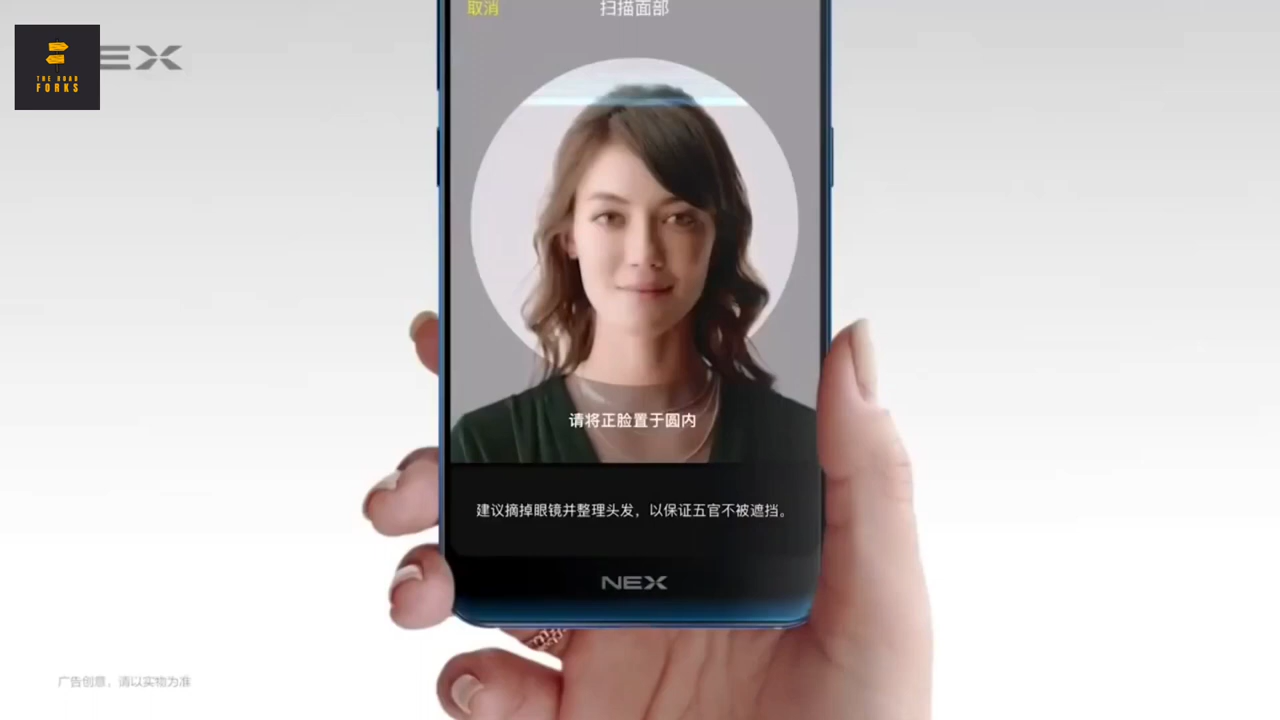 取消
扫描面部
EX
THE ROAD
FORKS
请将正脸置于圆内
建议摘掉眼镜并整理头发，以保证五官不被遮挡。
NEX
广告创意，请以实物为准